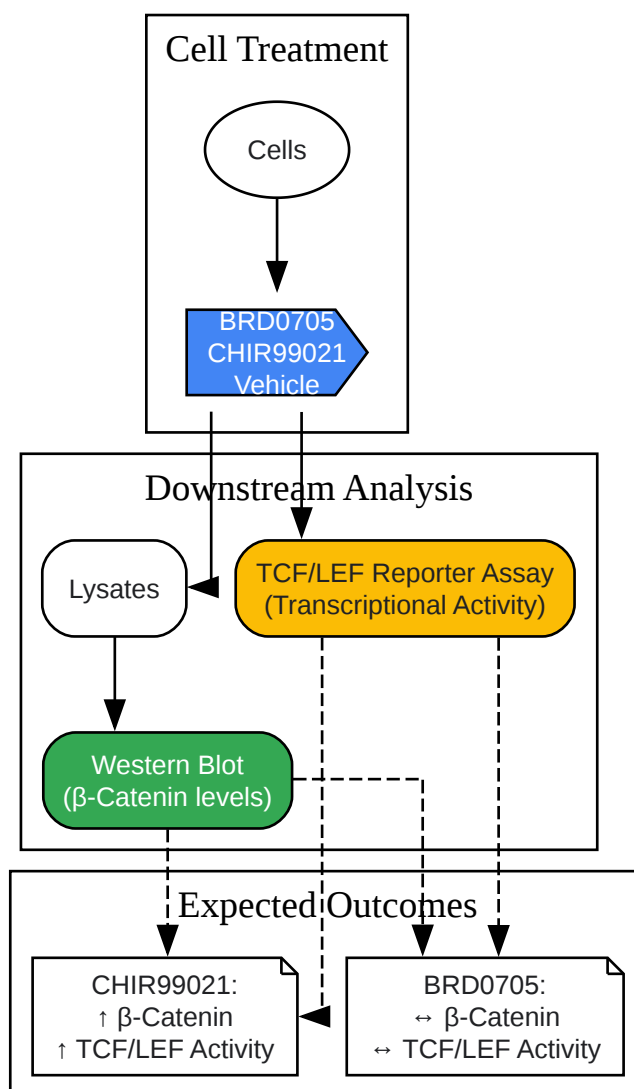 Cell Treatment
Cells
BRD0705
CHIR99021
Vehicle
Downstream Analysis
Lysates
TCF/LEF Reporter Assay
(Transcriptional Activity)
Western Blot
(β-Catenin levels)
Expected Outcomes
CHIR99021:
↑ β-Catenin
↑ TCF/LEF Activity
BRD0705:
↔ β-Catenin
↔ TCF/LEF Activity